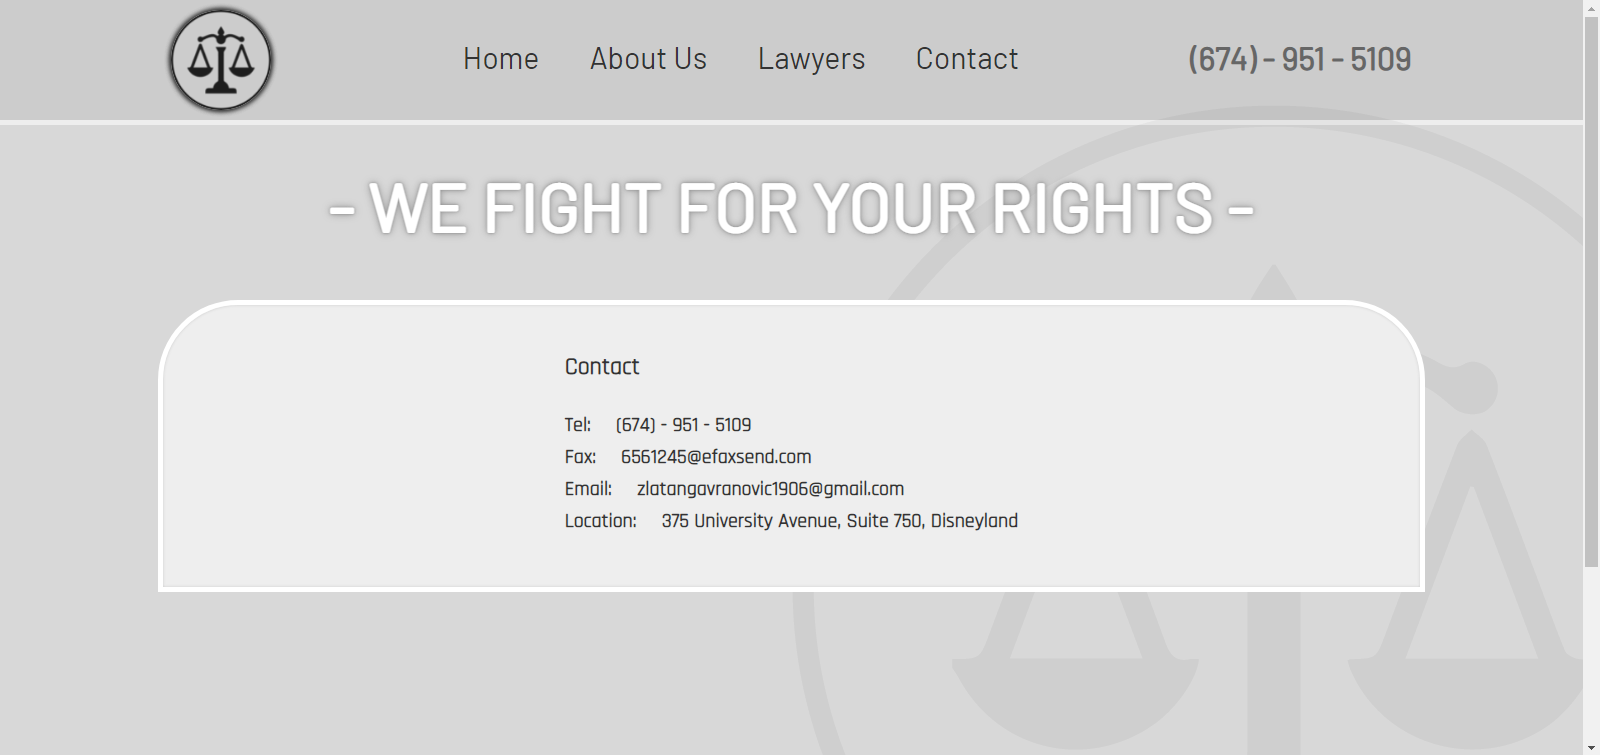 Home About Us Lawyers Contact (674) - 951 - 5109
- WE FIGHT FOR YOUR RIGHTS -
Contact
Tel: (674) - 951 - 5109
Fax: 6561245@efaxsend.com
Email: zlatangavranovic1906@gmail.com
Location: 375 University Avenue, Suite 750, Disneyland